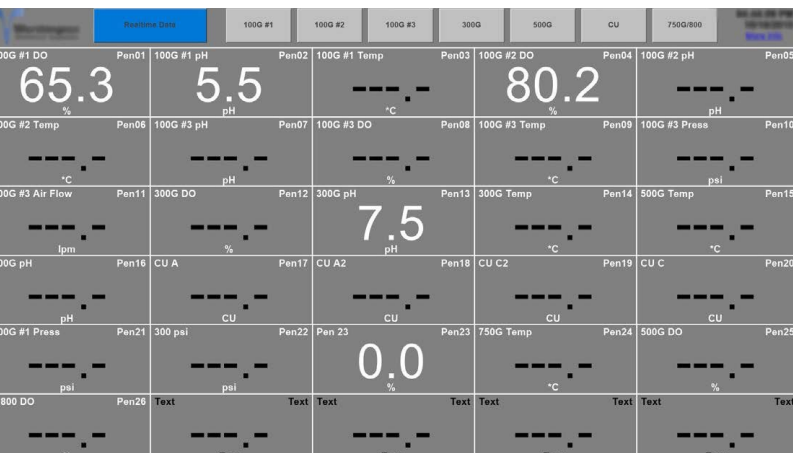 Realtime Data 100G #1 100G #2 100G #3 300G 500G CU 750G/800
More Info
00G #1 DO Pen01 100G #1 pH Pen02 100G #1 Temp Pen03 100G #2 DO Pen04 100G #2 pH Pen05
65.3 5.5 ---.- 80.2 ---.-
% pH °C % pH
00G #2 Temp Pen06 100G #3 pH Pen07 100G #3 DO Pen08 100G #3 Temp Pen09 100G #3 Press Pen10
---.- ---.- ---.- ---.- ---.-
°C pH % °C psi
00G #3 Air Flow Pen11 300G DO Pen12 300G pH Pen13 300G Temp Pen14 500G Temp Pen15
---.- ---.- 7.5 ---.- ---.-
lpm % pH °C °C
00G pH Pen16 CU A Pen17 CU A2 Pen18 CU C2 Pen19 CU C Pen20
---.- ---.- ---.- ---.- ---.-
pH CU CU CU CU
00G #1 Press Pen21 300 psi Pen22 Pen 23 Pen23 750G Temp Pen24 500G DO Pen25
---.- ---.- 0.0 ---.- ---.-
psi psi % °C %
800 DO Pen26 Text Text Text Text Text Text Text Text
---.- ---.- ---.- ---.- ---.-